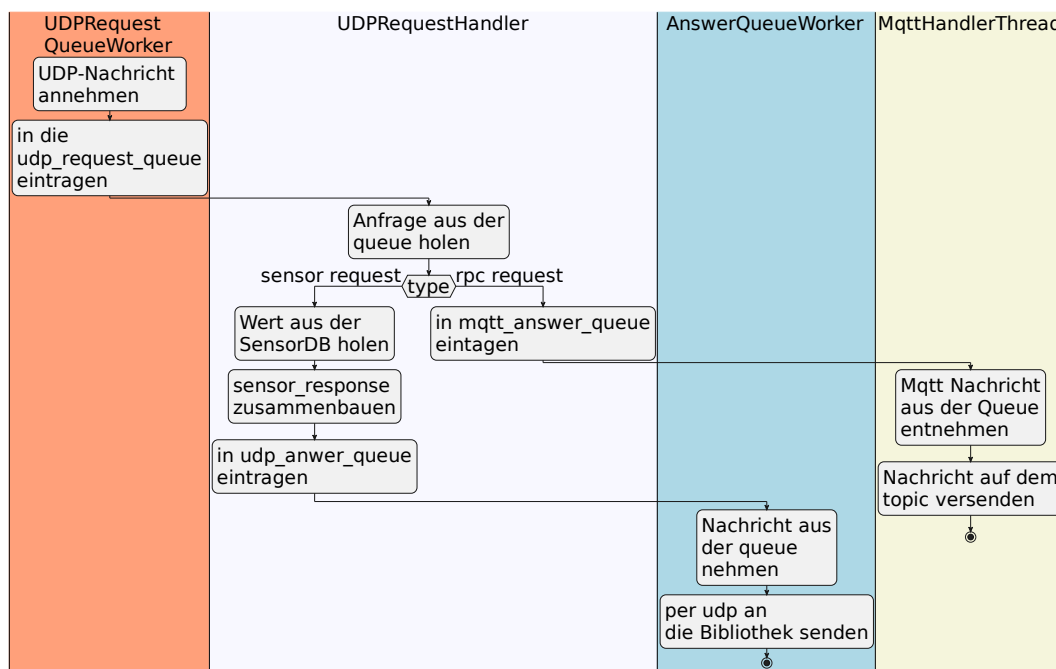 UDPRequest
QueueWorker
UDPRequestHandler
AnswerQueueWorker
MqttHandlerThread
UDP-Nachricht
annehmen
in die
udp_request_queue
eintragen
Anfrage aus der
queue holen
sensor request
type
rpc request
Wert aus der
SensorDB holen
in mqtt_answer_queue
eintagen
sensor_response
zusammenbauen
Mqtt Nachricht
aus der Queue
entnehmen
in udp_anwer_queue
eintragen
Nachricht auf dem
topic versenden
Nachricht aus
der queue
nehmen
per udp an
die Bibliothek senden